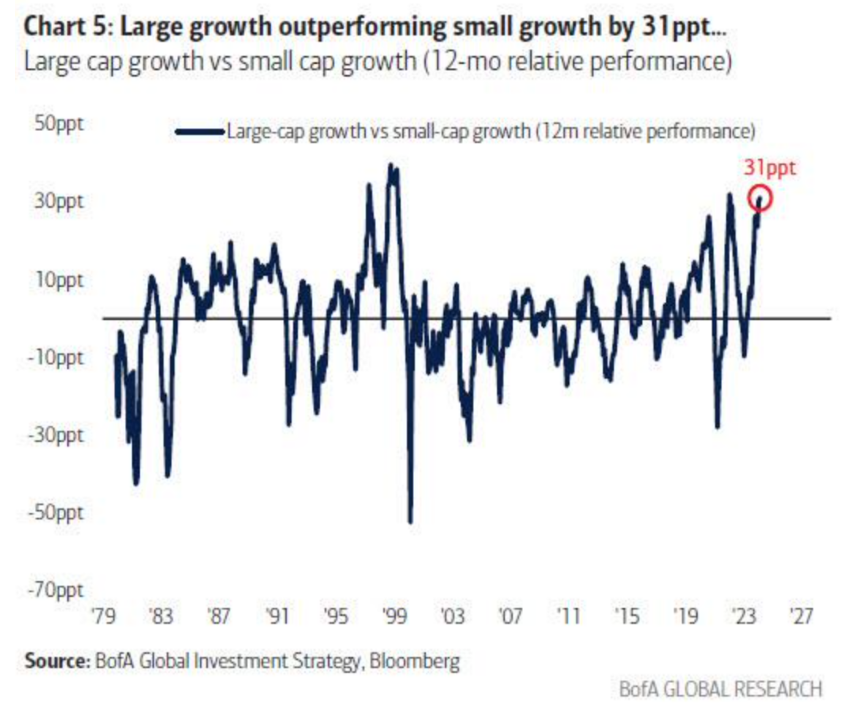 Chart 5: Large growth outperforming small growth by 31ppt...
Large cap growth vs small cap growth (12-mo relative performance)
50ppt
Large-cap growth vs small-cap growth (12m relative performance)
31ppt
30ppt
10ppt
-10ppt
-30ppt
-50ppt
-70ppt
'79 '83 '87 '91 '95 '99 '03 '07 '11 '15 '19 '23 '27
Source: BofA Global Investment Strategy, Bloomberg
BofA GLOBAL RESEARCH